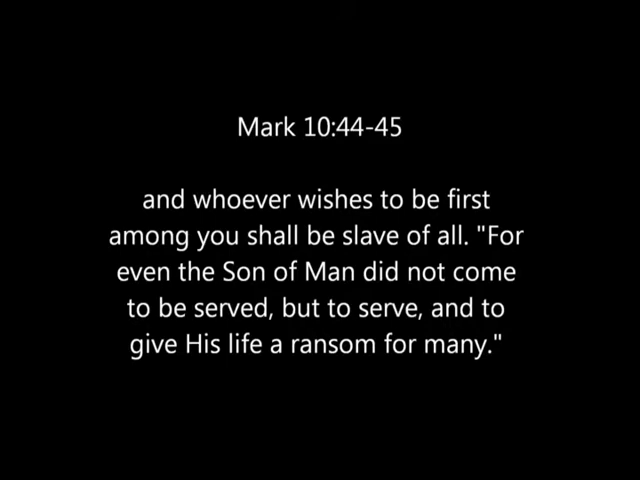 Mark 10:44-45
and whoever wishes to be first
among you shall be slave of all. "For
even the Son of Man did not come
to be served, but to serve, and to
give His life a ransom for many."